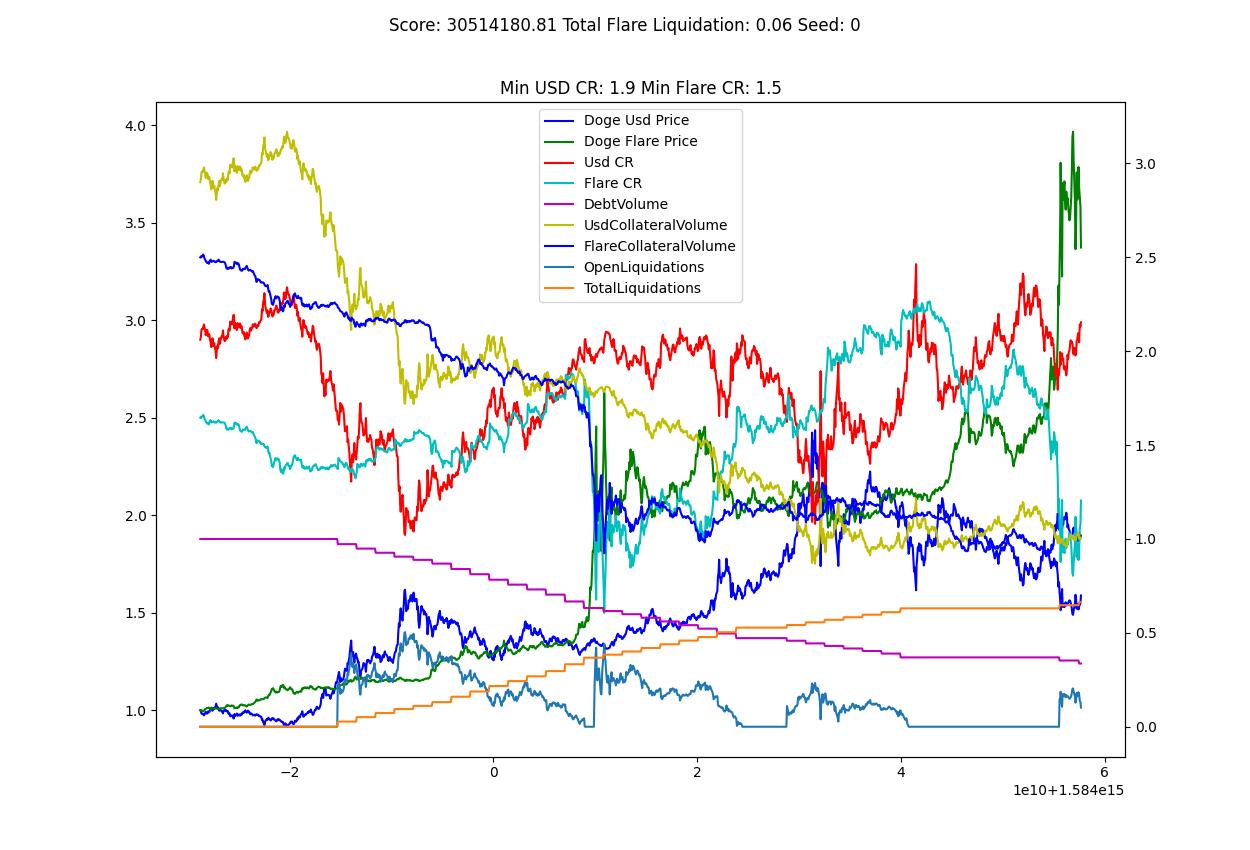 Score: 30514180.81 Total Flare Liquidation: 0.06 Seed: 0
Min USD CR: 1.9 Min Flare CR: 1.5
Doge Usd Price
Doge Flare Price
Usd CR
Flare CR
DebtVolume
UsdCollateralVolume
FlareCollateralVolume
OpenLiquidations
TotalLiquidations
4.0
3.5
3.0
2.5
2.0
1.5
1.0
3.0
2.5
2.0
1.5
1.0
0.5
0.0
−2 0 2 4 6
1e10+1.584e15